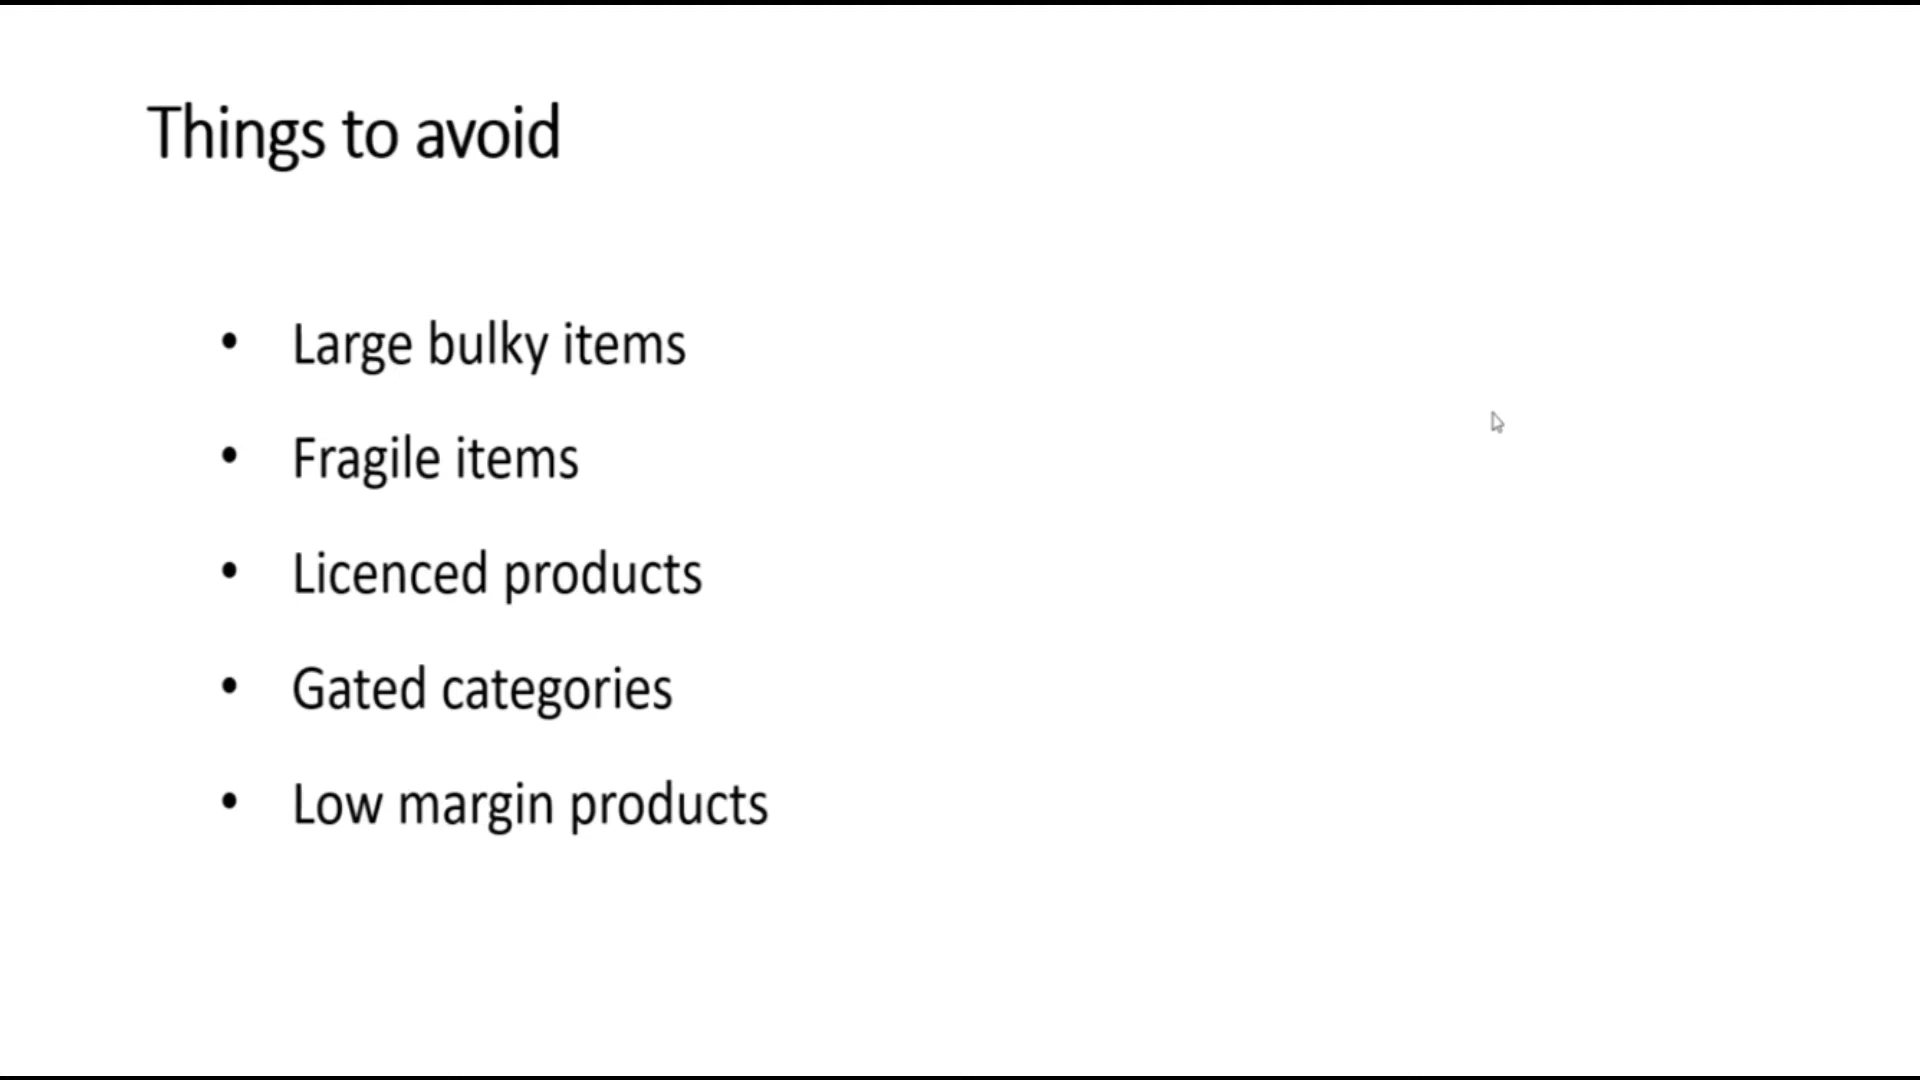 Things to avoid
• Large bulky items
• Fragile items
• Licenced products
• Gated categories
• Low margin products